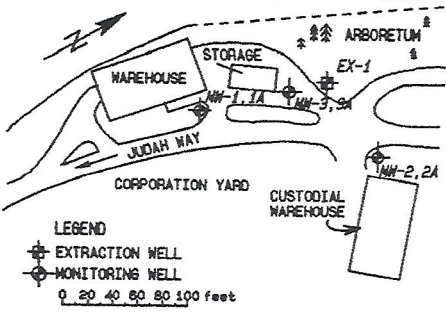 N
ARBORETUM
STORAGE
EX-1
WAREHOUSE
MW-1,1A
MW-3,3A
JUDAH WAY
MW-2,2A
CORPORATION YARD
CUSTODIAL
WAREHOUSE
LEGEND
EXTRACTION WELL
MONITORING WELL
0 20 40 60 80 100 feet